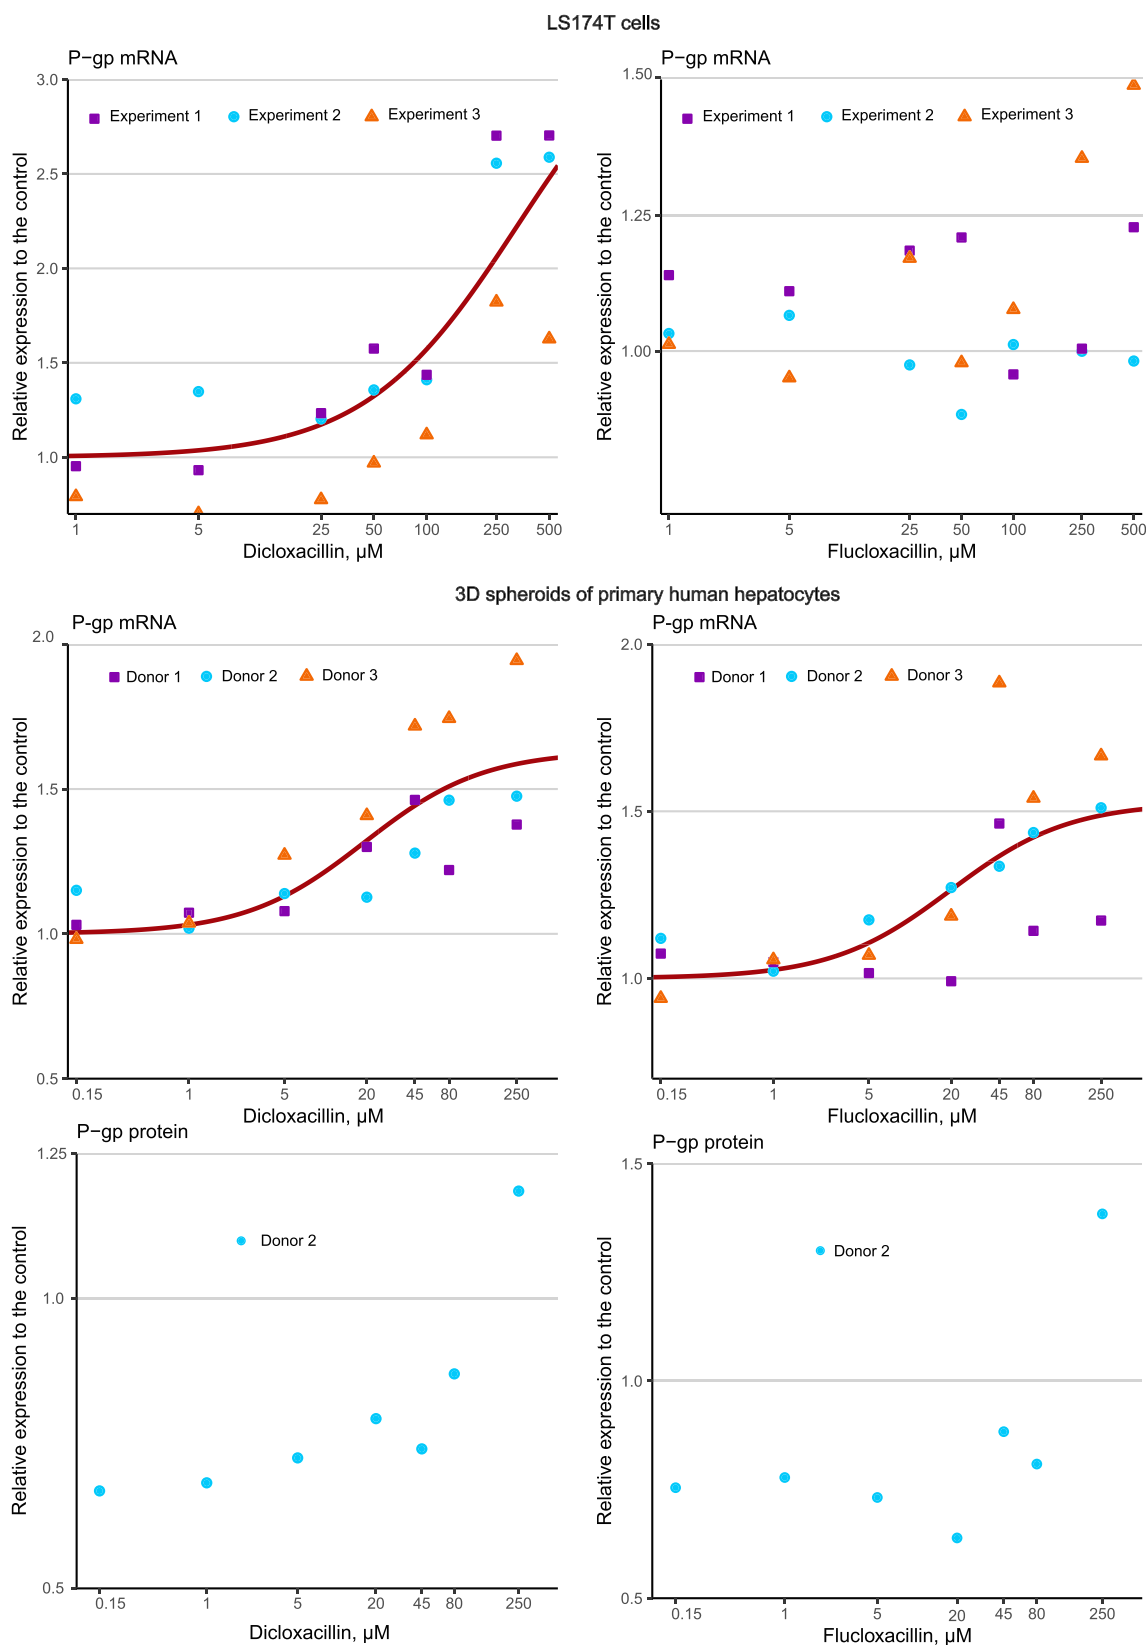 LS174T cells
P−gp mRNA
3.0
2.5
2.0
1.5
1.0
Experiment 1 Experiment 2 Experiment 3
Relative expression to the control
1 5 25 50 100 250 500
Dicloxacillin, µM
P−gp mRNA
1.50
1.25
1.00
Experiment 1 Experiment 2 Experiment 3
Relative expression to the control
1 5 25 50 100 250 500
Flucloxacillin, µM
3D spheroids of primary human hepatocytes
P-gp mRNA
2.0
1.5
1.0
0.5
Donor 1 Donor 2 Donor 3
Relative expression to the control
0.15 1 5 20 45 80 250
Dicloxacillin, µM
P-gp mRNA
2.0
1.5
1.0
Donor 1 Donor 2 Donor 3
Relative expression to the control
0.15 1 5 20 45 80 250
Flucloxacillin, µM
P−gp protein
1.25
1.0
0.5
Donor 2
Relative expression to the control
0.15 1 5 20 45 80 250
Dicloxacillin, µM
P−gp protein
1.5
1.0
0.5
Donor 2
Relative expression to the control
0.15 1 5 20 45 80 250
Flucloxacillin, µM